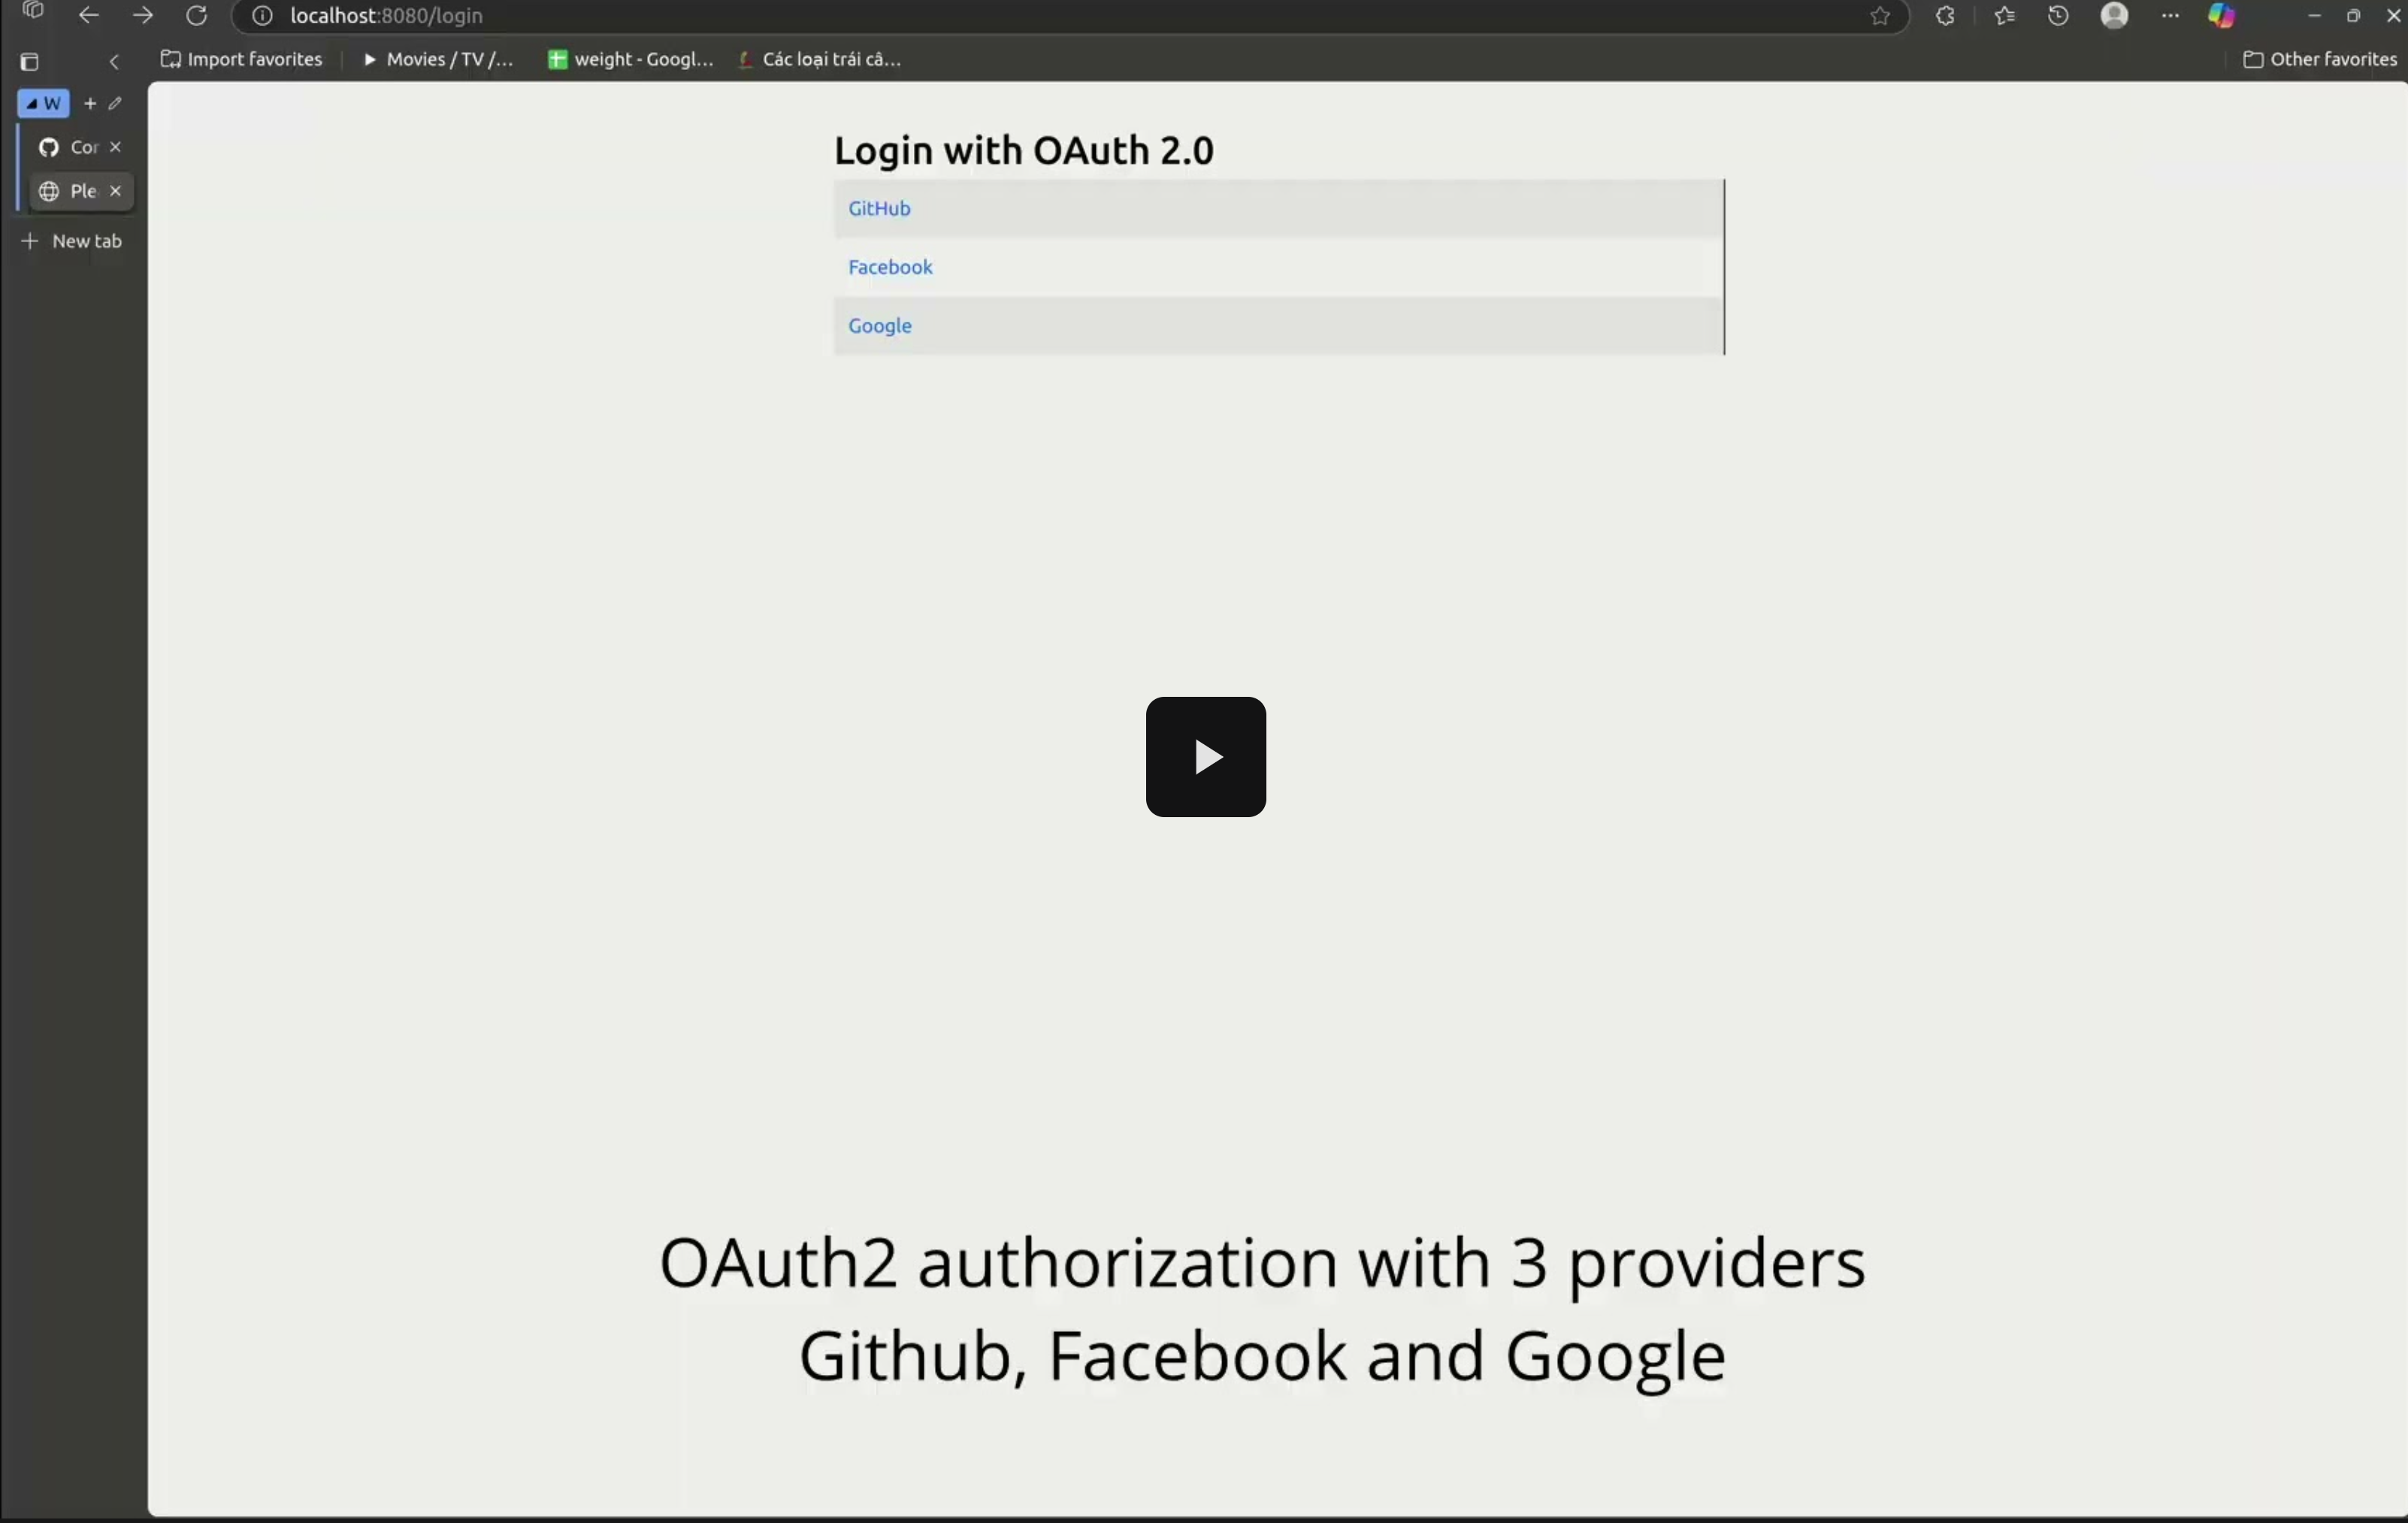 localhost:8080/login
Import favorites
Movies / TV /...
weight - Googl...
Các loại trái câ...
Other favorites
W
Cor
Ple
New tab
Login with OAuth 2.0
GitHub
Facebook
Google
OAuth2 authorization with 3 providers
Github, Facebook and Google